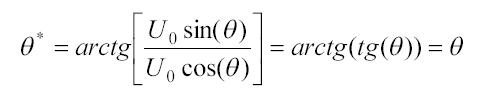 θ* = arctg[U₀ sin(θ) / U₀ cos(θ)] = arctg(tg(θ)) = θ